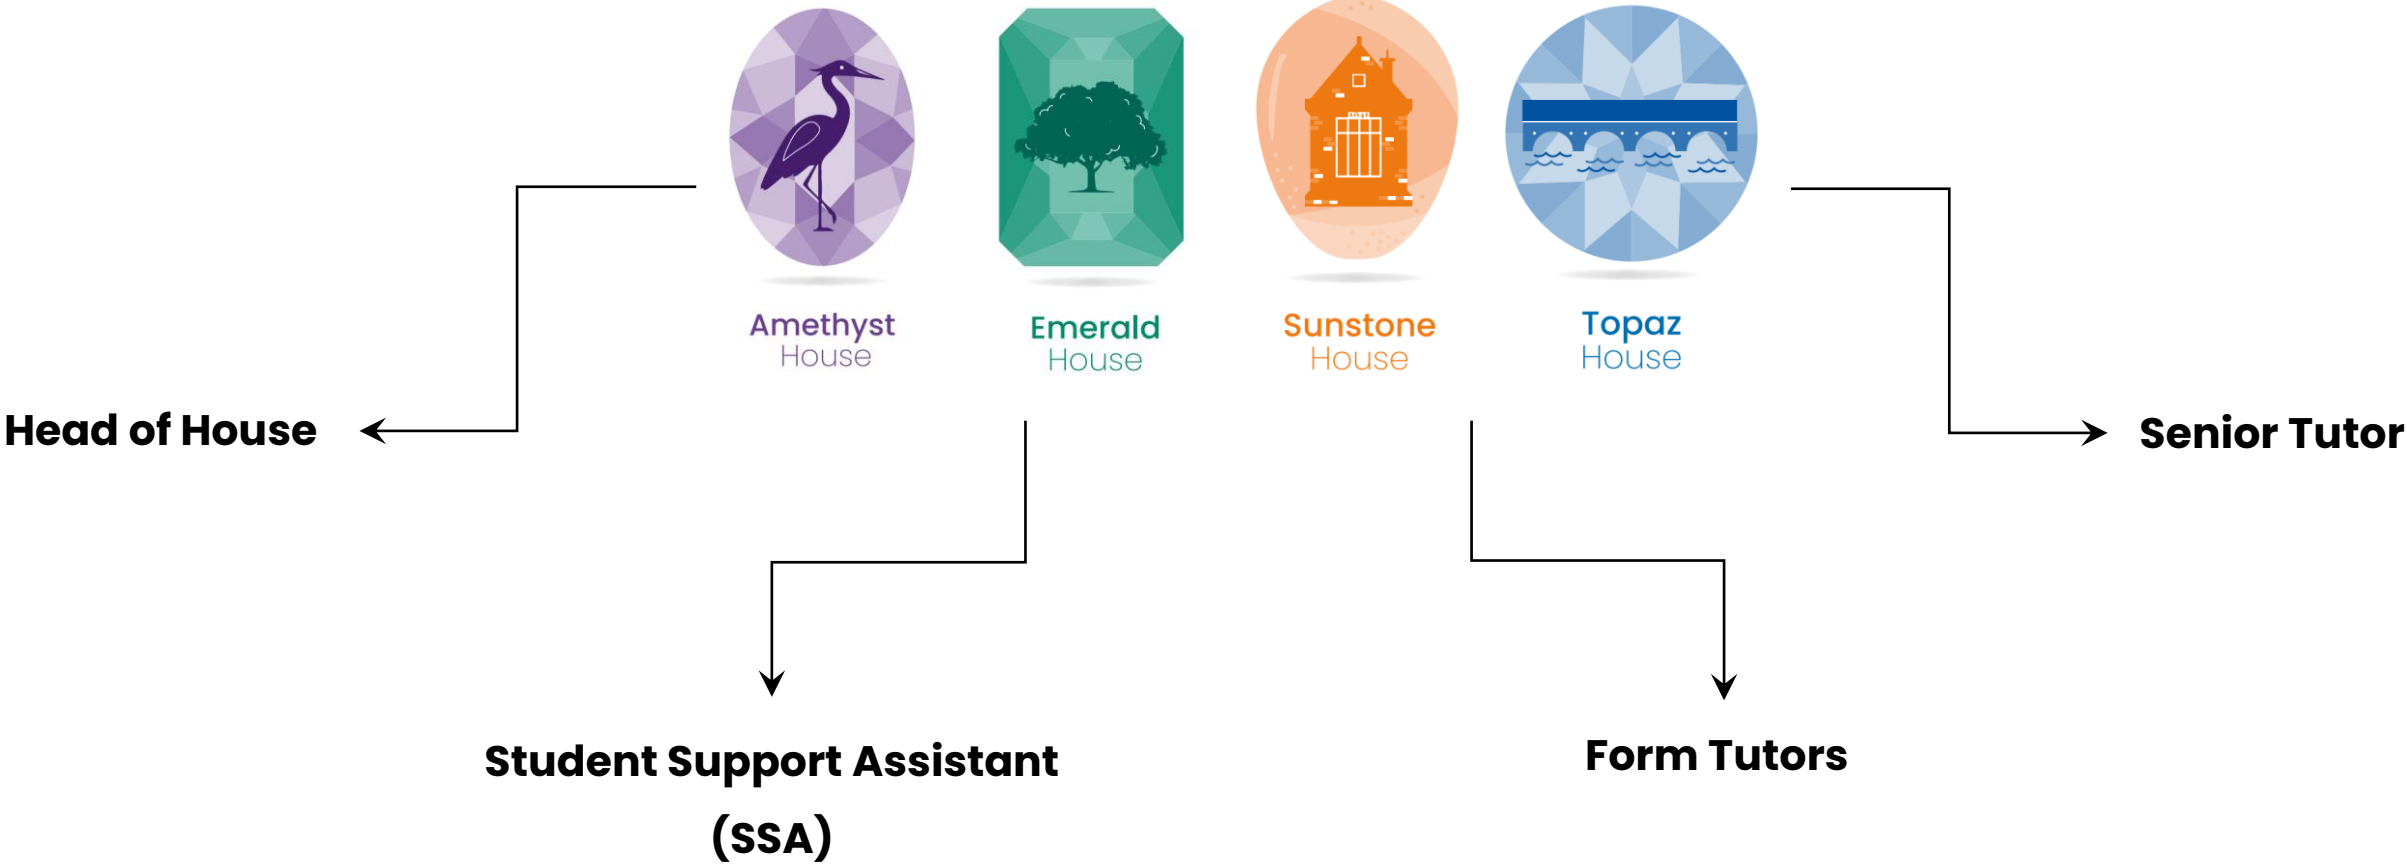 Amethyst
House
Emerald
House
Sunstone
House
Topaz
House
Head of House
Senior Tutor
Student Support Assistant
(SSA)
Form Tutors